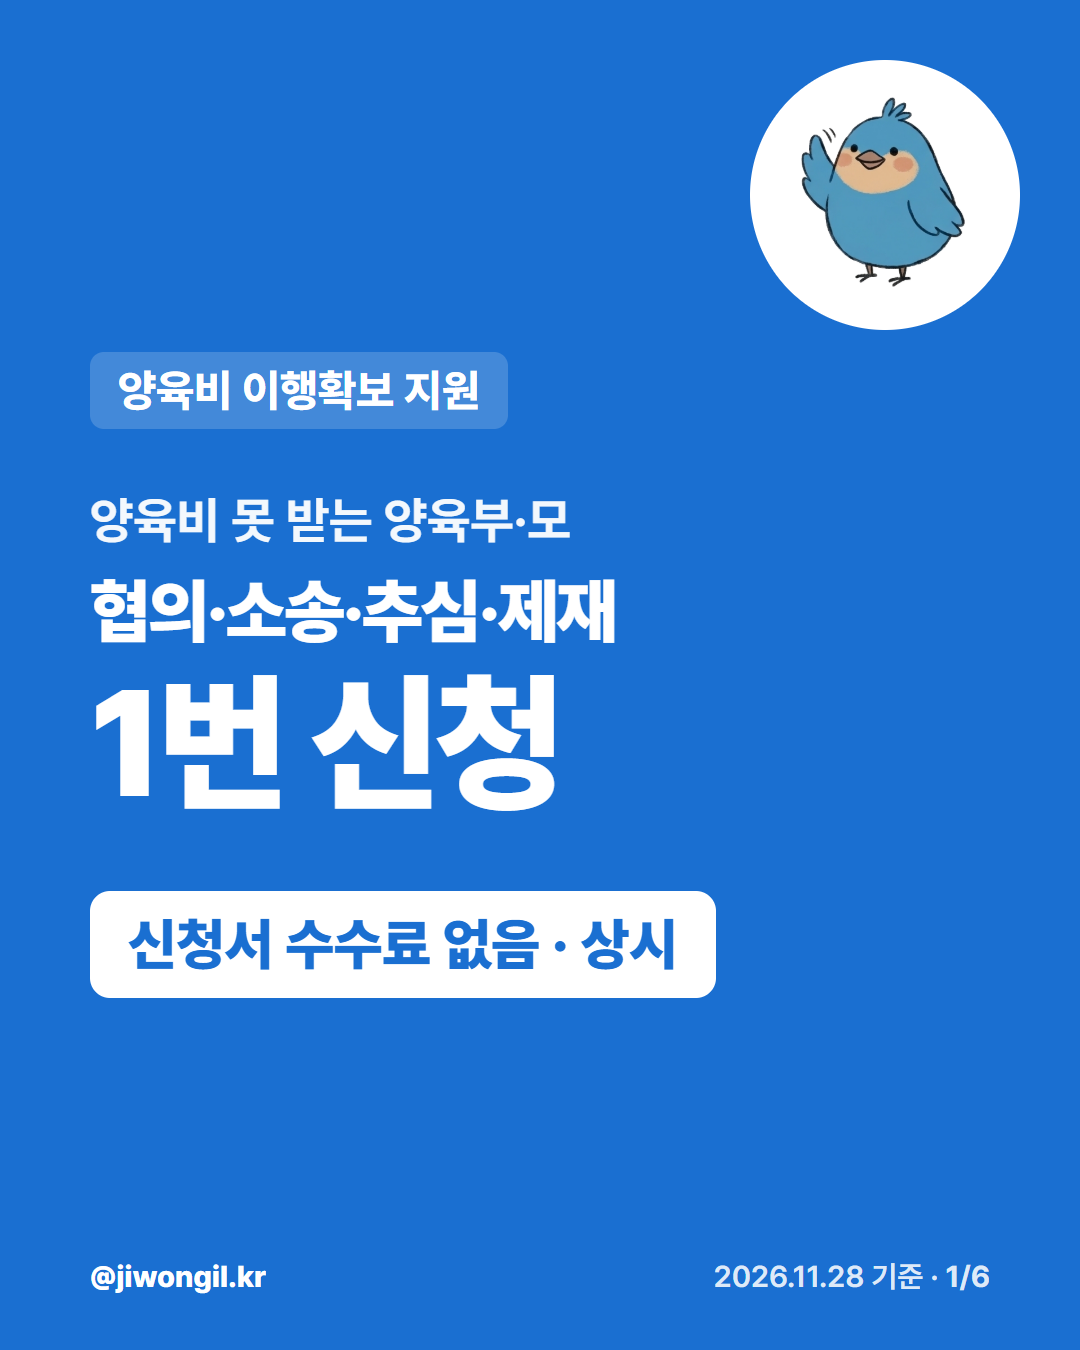 양육비 이행확보 지원
양육비 못 받는 양육부·모
협의·소송·추심·제재
1번 신청
신청서 수수료 없음 · 상시
@jiwongil.kr
2026.11.28 기준 · 1/6